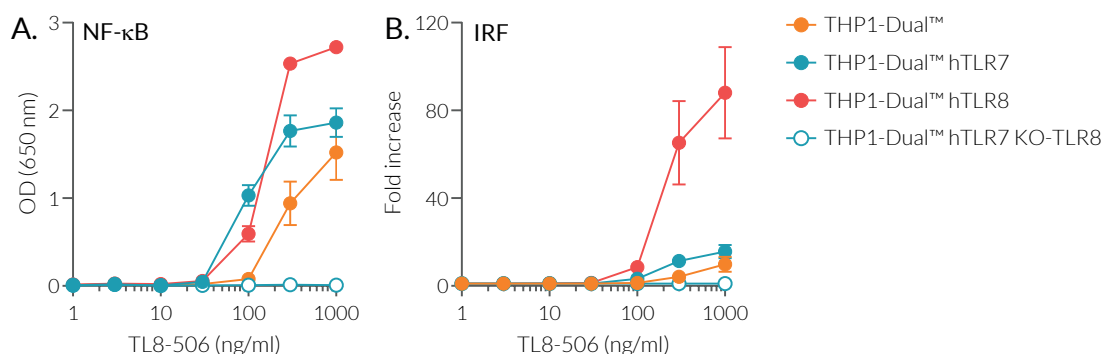 A.
NF-κB
3
2
1
0
OD (650 nm)
1
10
100
1000
TL8-506 (ng/ml)
B.
IRF
120
80
40
0
Fold increase
1
10
100
1000
TL8-506 (ng/ml)
THP1-Dual™
THP1-Dual™ hTLR7
THP1-Dual™ hTLR8
THP1-Dual™ hTLR7 KO-TLR8